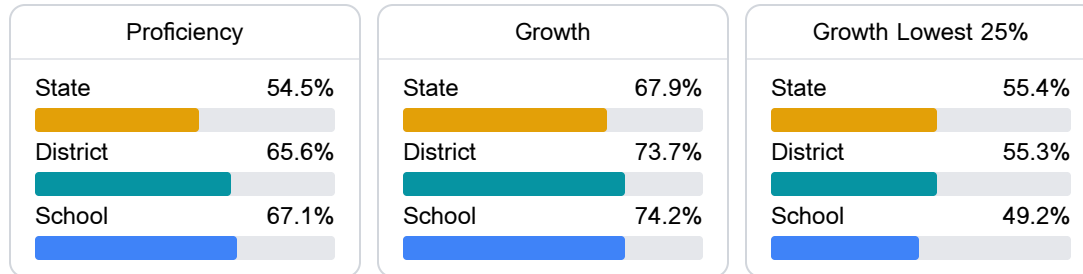 Proficiency
State 54.5%
District 65.6%
School 67.1%
Growth
State 67.9%
District 73.7%
School 74.2%
Growth Lowest 25%
State 55.4%
District 55.3%
School 49.2%